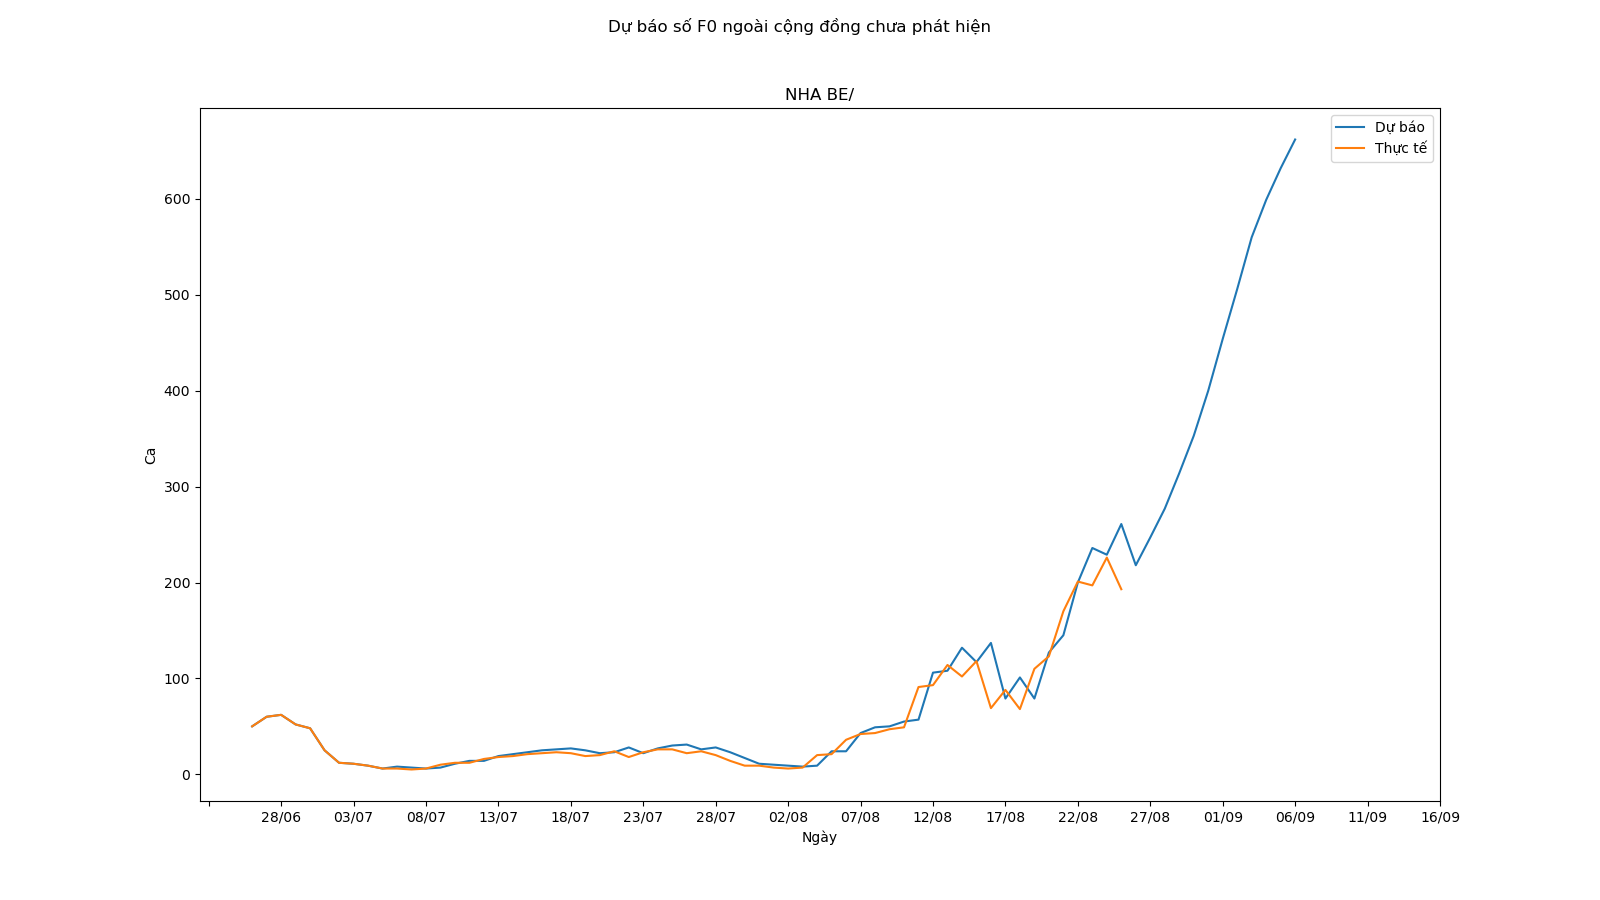 Dự báo số F0 ngoài cộng đồng chưa phát hiện
NHA BE/
Dự báo
Thực tế
600
500
400
300
200
100
0
Ca
28/06 03/07 08/07 13/07 18/07 23/07 28/07 02/08 07/08 12/08 17/08 22/08 27/08 01/09 06/09 11/09 16/09
Ngày